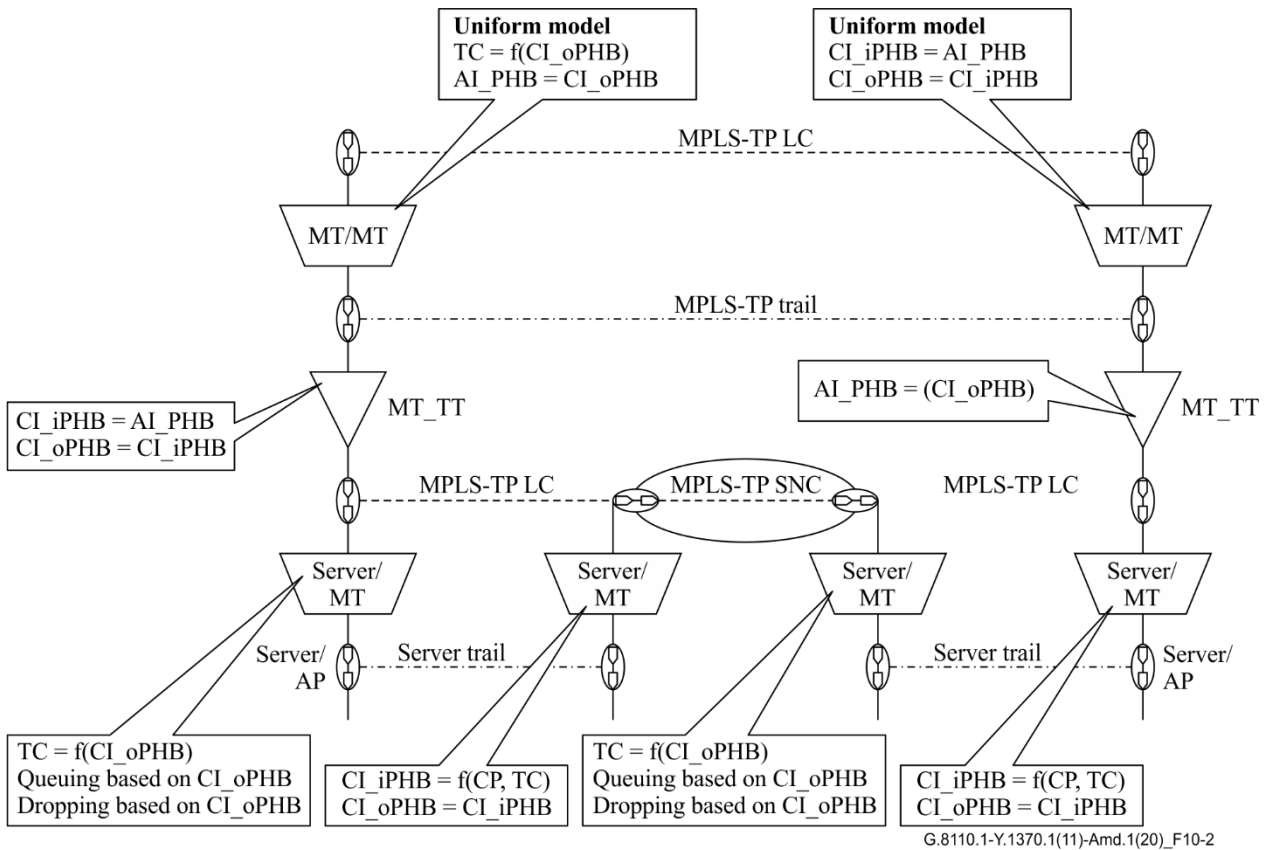 Uniform model
TC = f(CI_oPHB)
AI_PHB = CI_oPHB
Uniform model
CI_iPHB = AI_PHB
CI_oPHB = CI_iPHB
MPLS-TP LC
MT/MT
MT/MT
MPLS-TP trail
CI_iPHB = AI_PHB
CI_oPHB = CI_iPHB
MT_TT
AI_PHB = (CI_oPHB)
MT_TT
MPLS-TP LC
MPLS-TP SNC
MPLS-TP LC
Server/
MT
Server/
MT
Server/
MT
Server/
MT
Server/
AP
Server trail
Server trail
Server/
AP
TC = f(CI_oPHB)
Queuing based on CI_oPHB
Dropping based on CI_oPHB
CI_iPHB = f(CP, TC)
CI_oPHB = CI_iPHB
TC = f(CI_oPHB)
Queuing based on CI_oPHB
Dropping based on CI_oPHB
CI_iPHB = f(CP, TC)
CI_oPHB = CI_iPHB
G.8110.1-Y.1370.1(11)-Amd.1(20)_F10-2